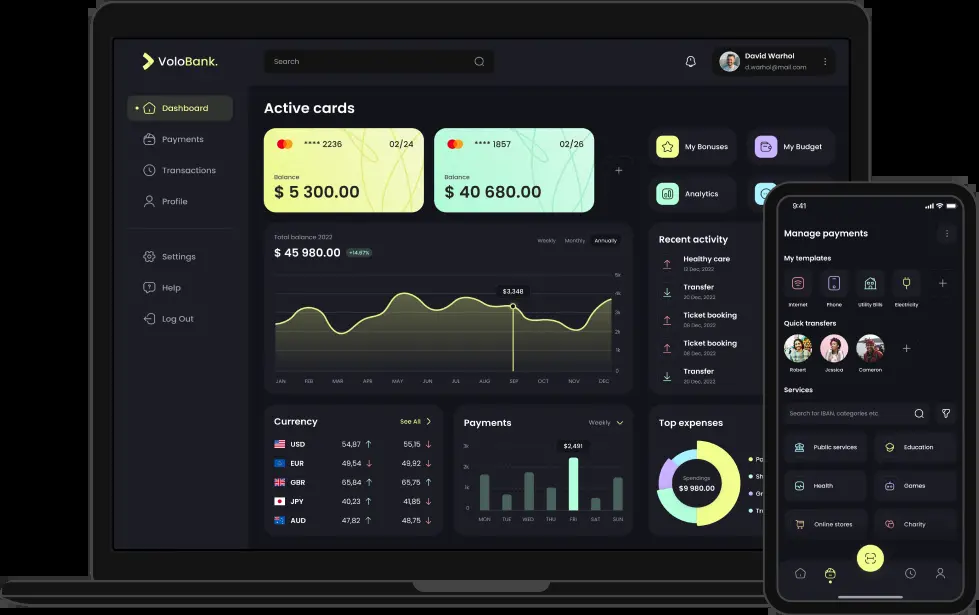 VoloBank.
Search
David Warhol
d.warhol@mail.com
Dashboard
Payments
Transactions
Profile
Settings
Help
Log Out
Active cards
**** 2236 02/24
Balance
$ 5 300.00
**** 1857 02/26
Balance
$ 40 680.00
+
My Bonuses
My Budget
Analytics
Total balance 2022
$ 45 980.00 +14.67%
Weekly Monthly Annually
$3,348
5k
4k
3k
2k
1k
0
JAN FEB MAR APR MAY JUN JUL AUG SEP OCT NOV DEC
Recent activity
Healthy care
12 Dec, 2022
Transfer
20 Dec, 2022
Ticket booking
08 Dec, 2022
Ticket booking
08 Dec, 2022
Transfer
20 Dec, 2022
Currency See All
USD 54,87 55,15
EUR 49,54 49,92
GBR 65,84 65,75
JPY 40,23 41,85
AUD 47,82 48,75
Payments Weekly
$2,491
3k
2k
1k
0
MON TUE WED THU FRI SAT SUN
Top expenses
Spendings
$9 980.00
Pa
Sh
Gr
Tr
9:41
Manage payments
My templates
Internet Phone Utility Bills Electricity
Quick transfers
Robert Jessica Cameron
Services
Search for IBAN, categories etc.
Public services Education
Health Games
Online stores Charity